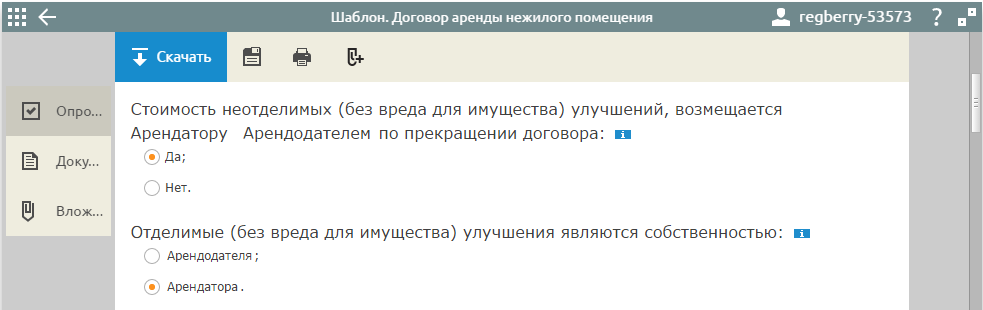 Шаблон. Договор аренды нежилого помещения
regberry-53573
?
Скачать
Опро...
Стоимость неотделимых (без вреда для имущества) улучшений, возмещается
Арендатору Арендодателем по прекращении договора: i
Да;
Доку...
Нет.
Влож...
Отделимые (без вреда для имущества) улучшения являются собственностью: i
Арендодателя;
Арендатора.